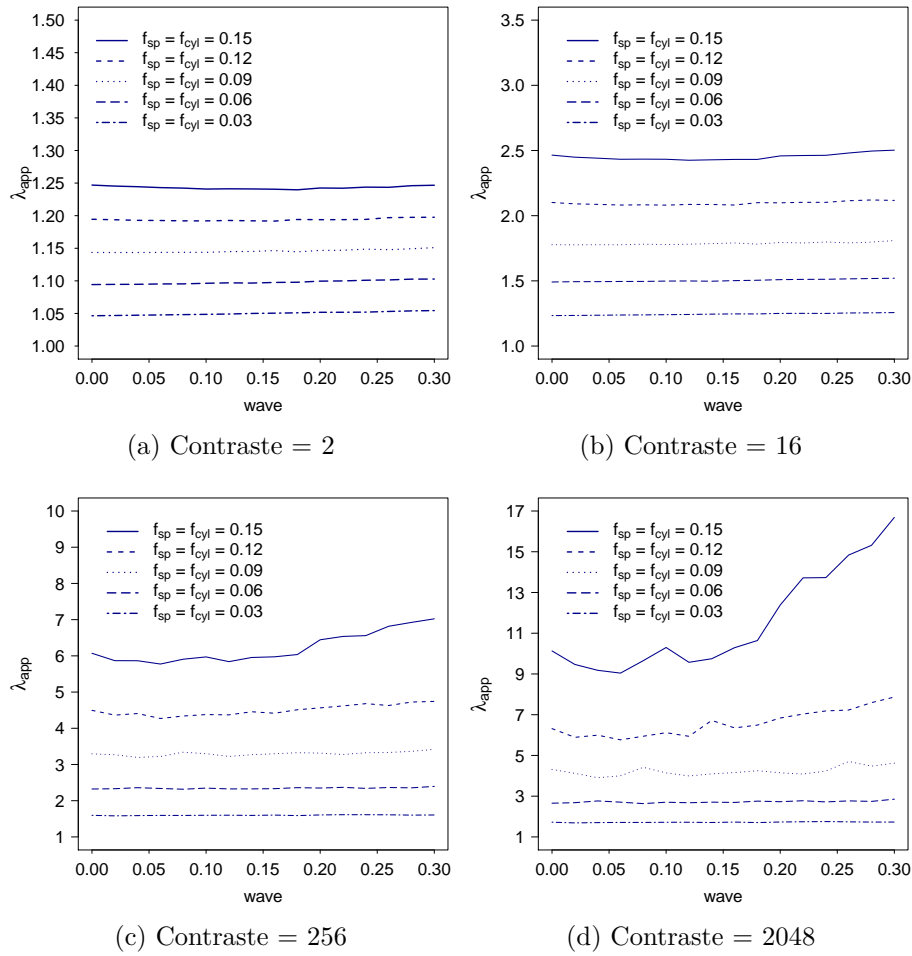 1.50
1.45
1.40
1.35
1.30
1.25
1.20
1.15
1.10
1.05
1.00
λapp
fsp = fcyl = 0.15
fsp = fcyl = 0.12
fsp = fcyl = 0.09
fsp = fcyl = 0.06
fsp = fcyl = 0.03
0.00 0.05 0.10 0.15 0.20 0.25 0.30
wave
(a) Contraste = 2
3.5
3.0
2.5
2.0
1.5
1.0
λapp
fsp = fcyl = 0.15
fsp = fcyl = 0.12
fsp = fcyl = 0.09
fsp = fcyl = 0.06
fsp = fcyl = 0.03
0.00 0.05 0.10 0.15 0.20 0.25 0.30
wave
(b) Contraste = 16
10
9
8
7
6
5
4
3
2
1
λapp
fsp = fcyl = 0.15
fsp = fcyl = 0.12
fsp = fcyl = 0.09
fsp = fcyl = 0.06
fsp = fcyl = 0.03
0.00 0.05 0.10 0.15 0.20 0.25 0.30
wave
(c) Contraste = 256
17
15
13
11
9
7
5
3
1
λapp
fsp = fcyl = 0.15
fsp = fcyl = 0.12
fsp = fcyl = 0.09
fsp = fcyl = 0.06
fsp = fcyl = 0.03
0.00 0.05 0.10 0.15 0.20 0.25 0.30
wave
(d) Contraste = 2048